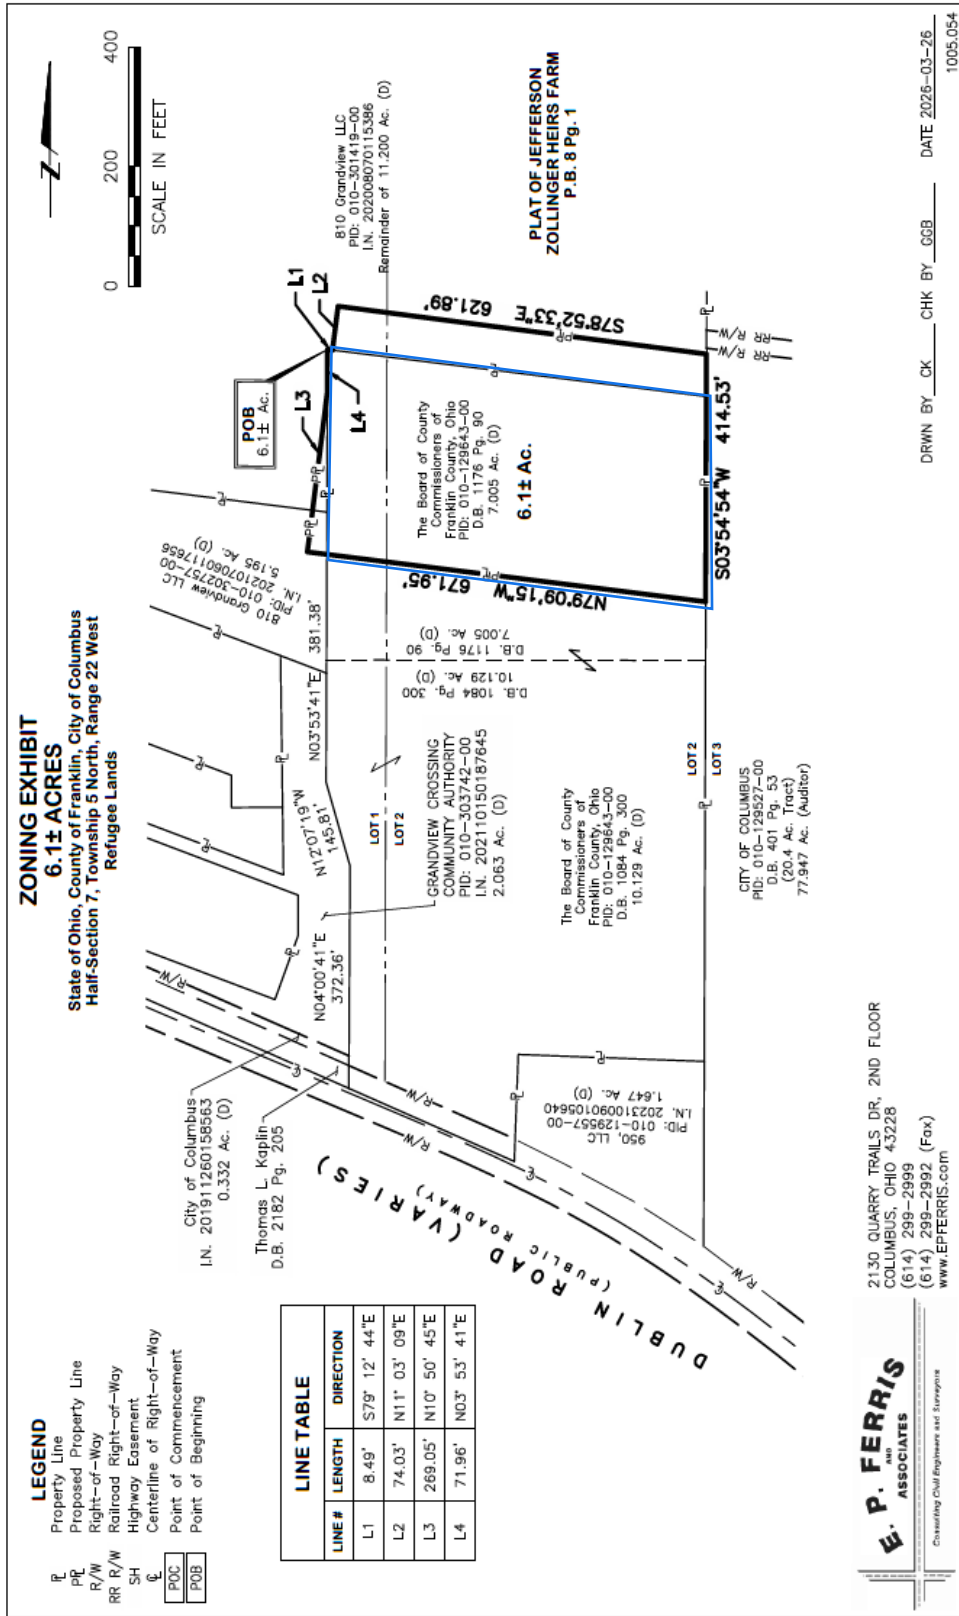 ZONING EXHIBIT
6.1± ACRES
State of Ohio, County of Franklin, City of Columbus
Half-Section 7, Township 5 North, Range 22 West
Refugee Lands
Z
0 200 400
SCALE IN FEET
LEGEND
PL Property Line
PPL Proposed Property Line
R/W Right-of-Way
RR R/W Railroad Right-of-Way
SH Highway Easement
CL Centerline of Right-of-Way
POC Point of Commencement
POB Point of Beginning
LINE TABLE
LINE # LENGTH DIRECTION
L1 8.49' S79° 12' 44"E
L2 74.03' N11° 03' 09"E
L3 269.05' N10° 50' 45"E
L4 71.96' N03° 53' 41"E
City of Columbus
I.N. 201911260158563
0.332 Ac. (D)
Thomas L. Kaplin
D.B. 2182 Pg. 205
R/W
R/W
R/W
R/W
CL
CL
CL
DUBLIN ROAD (VARIES)
(PUBLIC ROADWAY)
950, LLC
PID: 010-129557-00
I.N. 202310090105640
1.647 Ac. (D)
N04°00'41"E
372.36'
N12°07'19"W
145.81'
N03°53'41"E 381.38'
GRANDVIEW CROSSING
COMMUNITY AUTHORITY
PID: 010-303742-00
I.N. 202110150187645
2.063 Ac. (D)
LOT 1
LOT 2
The Board of County
Commissioners of
Franklin County, Ohio
PID: 010-129643-00
D.B. 1084 Pg. 300
10.129 Ac. (D)
D.B. 1084 Pg. 300
10.129 Ac. (D)
D.B. 1176 Pg. 90
7.005 Ac. (D)
LOT 2
LOT 3
CITY OF COLUMBUS
PID: 010-129527-00
D.B. 401 Pg. 53
(20.4 Ac. Tract)
77.947 Ac. (Auditor)
810 Grandview LLC
PID: 010-302757-00
I.N. 202107060117656
5.195 Ac. (D)
POB
6.1± Ac.
L1
L2
L3
L4
The Board of County
Commissioners of
Franklin County, Ohio
PID: 010-129643-00
D.B. 1176 Pg. 90
7.005 Ac. (D)
6.1± Ac.
N79°09'15"W 671.95'
S78°52'33"E 621.89'
S03°54'54"W 414.53'
RR R/W
RR R/W
810 Grandview LLC
PID: 010-301419-00
I.N. 202008070115386
Remainder of 11.200 Ac. (D)
PLAT OF JEFFERSON
ZOLLINGER HEIRS FARM
P.B. 8 Pg. 1
E. P. FERRIS
AND
ASSOCIATES
Consulting Civil Engineers and Surveyors
2130 QUARRY TRAILS DR, 2ND FLOOR
COLUMBUS, OHIO 43228
(614) 299-2999
(614) 299-2992 (Fax)
www.EPFERRIS.com
DRWN BY CK CHK BY GGB DATE 2026-03-26
1005.054